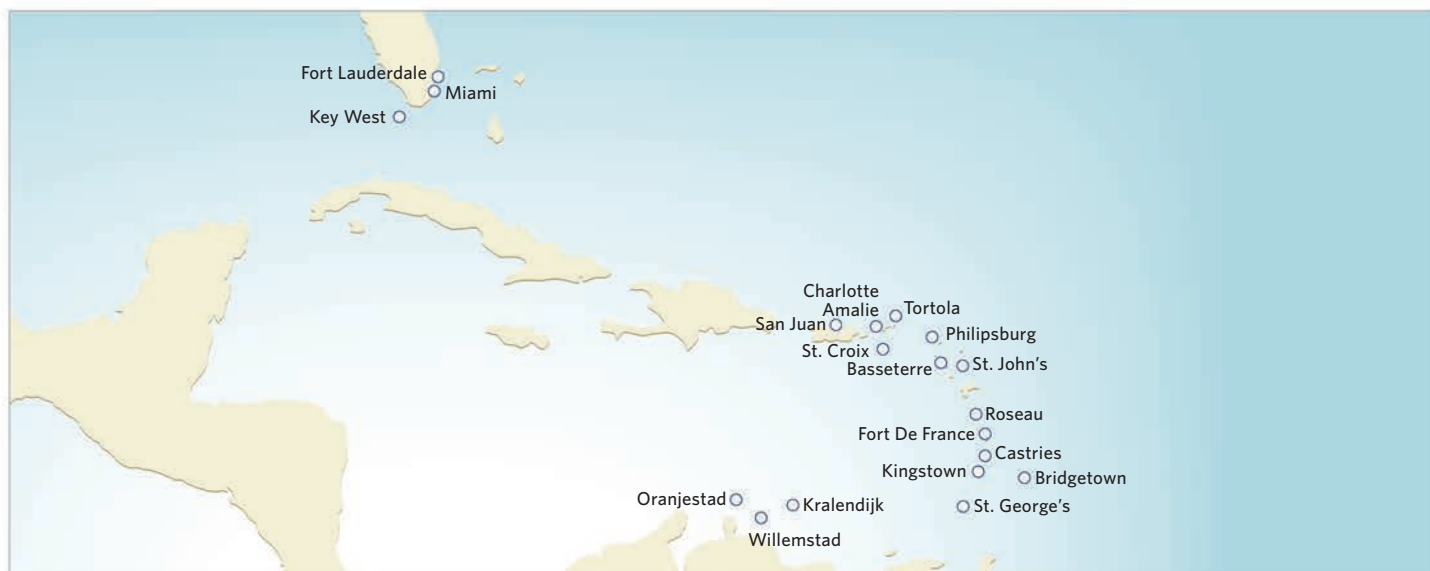 Fort Lauderdale
Miami
Key West
Charlotte
Amalie
Tortola
San Juan
Philipsburg
St. Croix
Basseterre
St. John's
Roseau
Fort De France
Castries
Kingstown
Bridgetown
Oranjestad
Kralendijk
St. George's
Willemstad